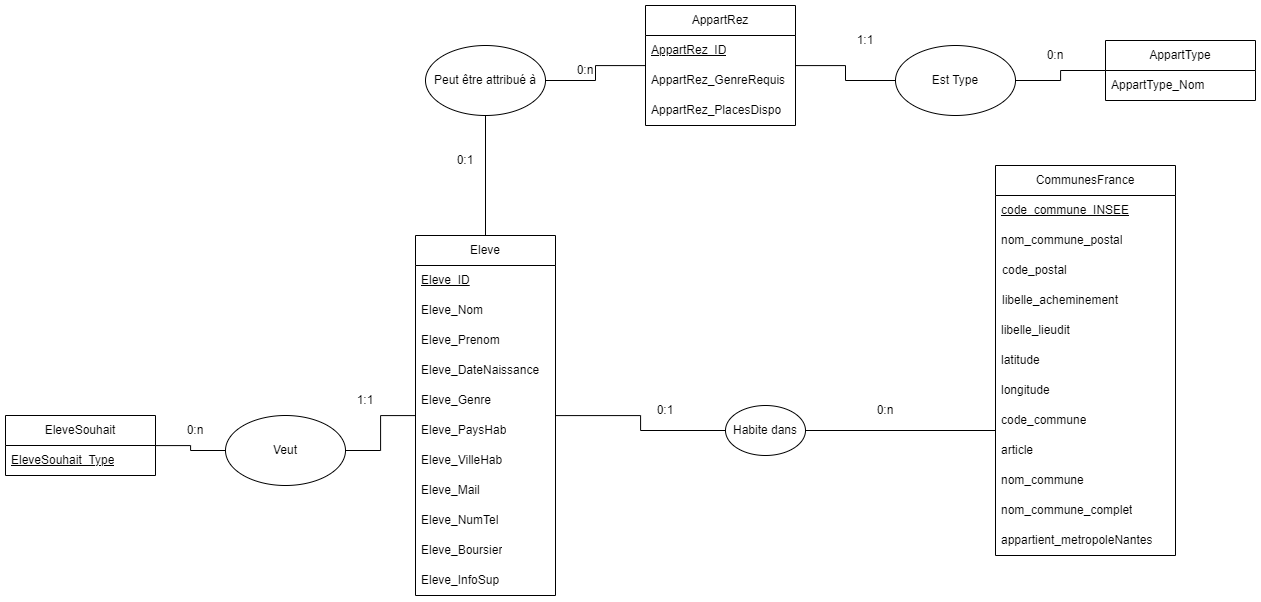 AppartRez
AppartRez_ID
AppartRez_GenreRequis
AppartRez_PlacesDispo
Peut être attribué à
0:n
0:1
1:1
Est Type
0:n
AppartType
AppartType_Nom
CommunesFrance
code_commune_INSEE
nom_commune_postal
code_postal
libelle_acheminement
libelle_lieudit
latitude
longitude
code_commune
article
nom_commune
nom_commune_complet
appartient_metropoleNantes
Eleve
Eleve_ID
Eleve_Nom
Eleve_Prenom
Eleve_DateNaissance
Eleve_Genre
Eleve_PaysHab
Eleve_VilleHab
Eleve_Mail
Eleve_NumTel
Eleve_Boursier
Eleve_InfoSup
EleveSouhait
EleveSouhait_Type
0:n
Veut
1:1
0:1
Habite dans
0:n